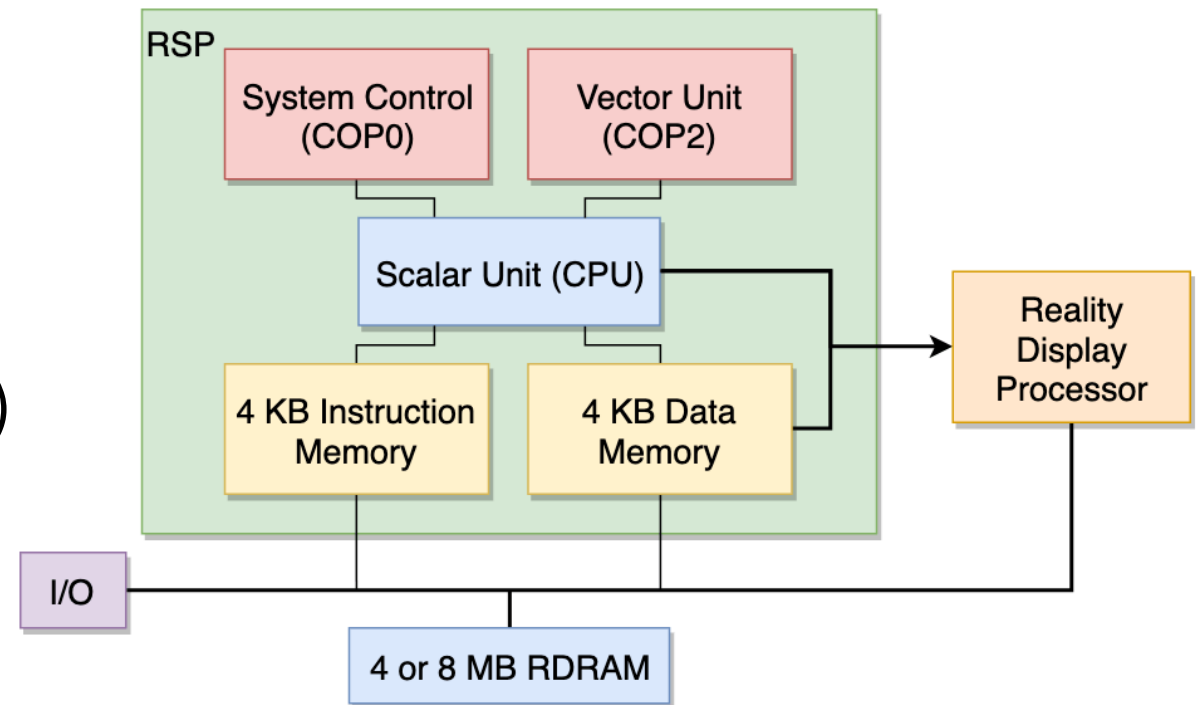 RSP
System Control
(COP0)
Vector Unit
(COP2)
Scalar Unit (CPU)
)
4 KB Instruction
Memory
4 KB Data
Memory
Reality
Display
Processor
I/O
4 or 8 MB RDRAM